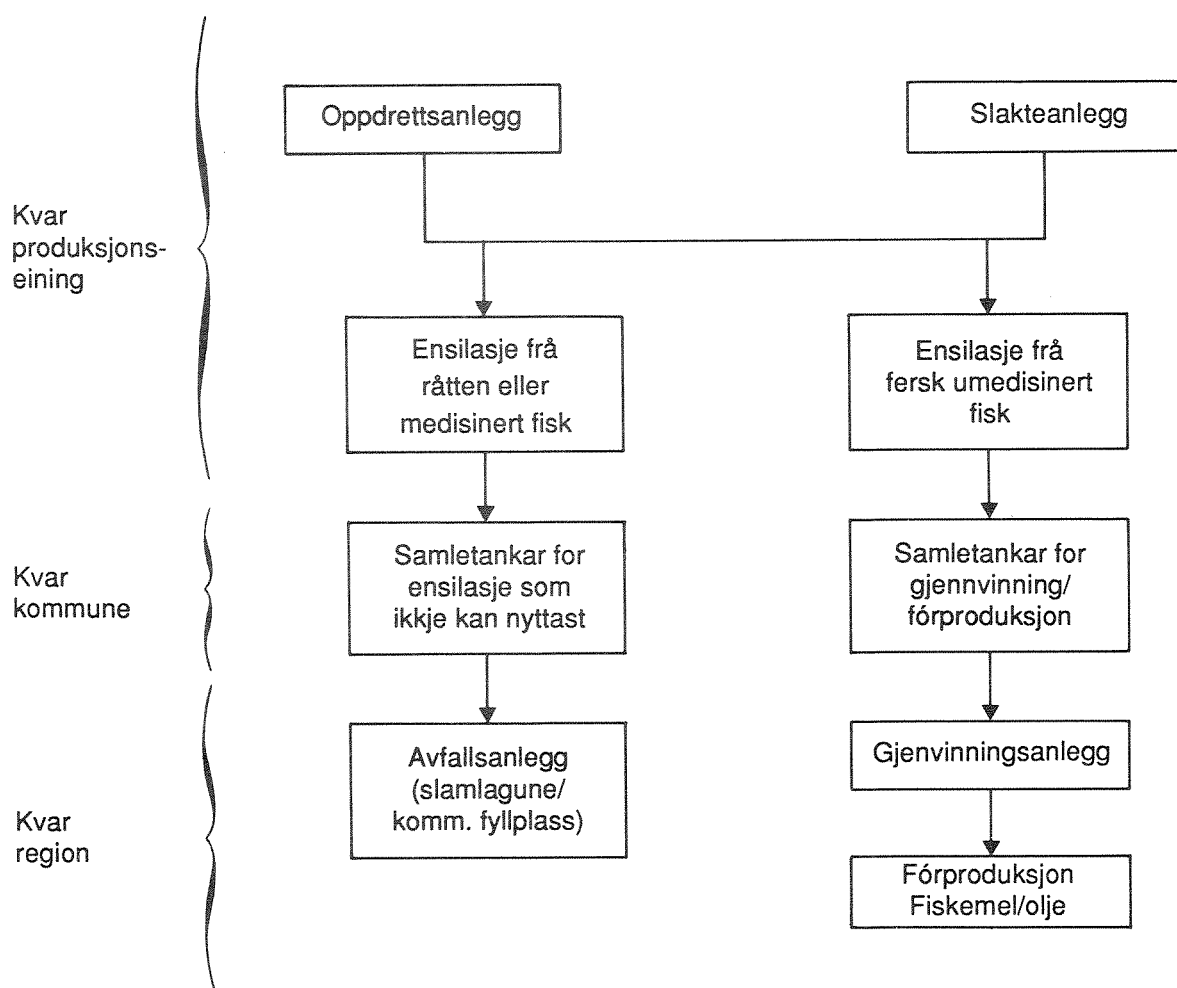 Oppdrettsanlegg
Slakteanlegg
Kvar
produksjons-
eining
Ensilasje frå
råtten eller
medisinert fisk
Ensilasje frå
fersk umedisinert
fisk
Kvar
kommune
Samletankar for
ensilasje som
ikkje kan nyttast
Samletankar for
gjennvinning/
fórproduksjon
Kvar
region
Avfallsanlegg
(slamlagune/
komm. fyllplass)
Gjenvinningsanlegg
Fórproduksjon
Fiskemel/olje